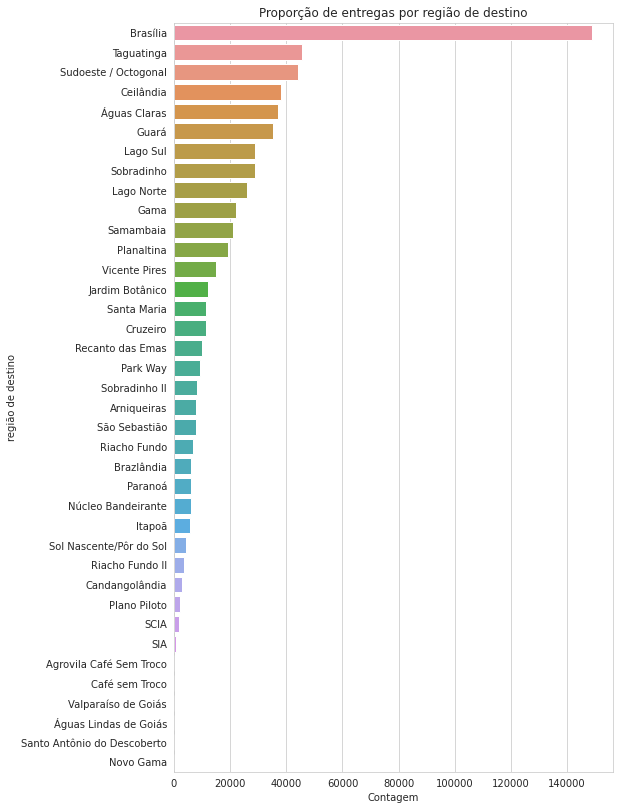 Proporção de entregas por região de destino
Brasília
Taguatinga
Sudoeste / Octogonal
Ceilândia
Águas Claras
Guará
Lago Sul
Sobradinho
Lago Norte
Gama
Samambaia
Planaltina
Vicente Pires
Jardim Botânico
Santa Maria
Cruzeiro
Recanto das Emas
Park Way
Sobradinho II
Arniqueiras
São Sebastião
Riacho Fundo
Brazlândia
Paranoá
Núcleo Bandeirante
Itapoã
Sol Nascente/Pôr do Sol
Riacho Fundo II
Candangolândia
Plano Piloto
SCIA
SIA
Agrovila Café Sem Troco
Café sem Troco
Valparaíso de Goiás
Águas Lindas de Goiás
Santo Antônio do Descoberto
Novo Gama
região de destino
0 20000 40000 60000 80000 100000 120000 140000
Contagem